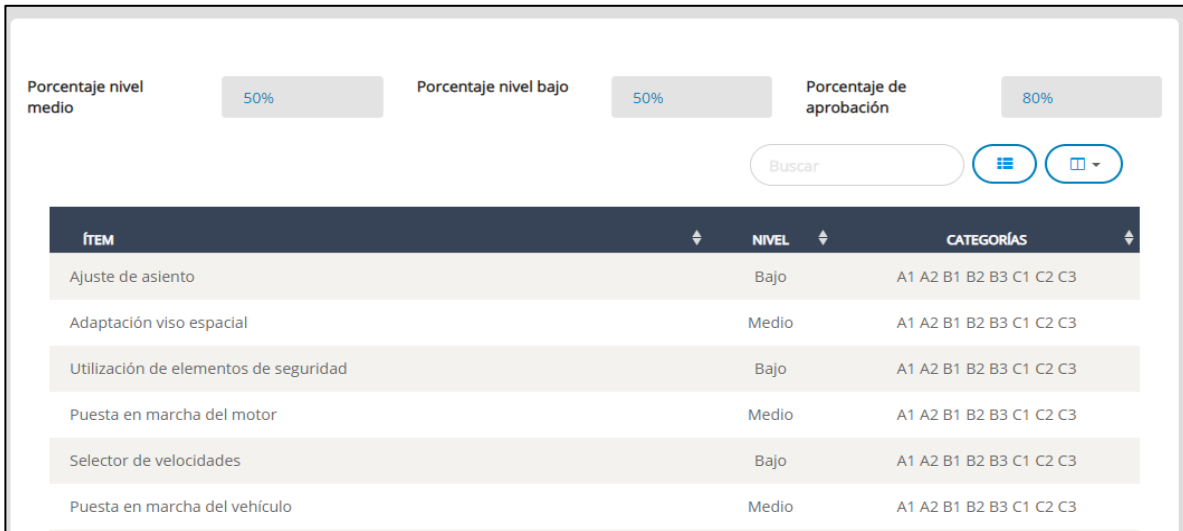 Porcentaje nivel medio
50%
Porcentaje nivel bajo
50%
Porcentaje de aprobación
80%
Buscar
ÍTEM NIVEL CATEGORÍAS
Ajuste de asiento Bajo A1 A2 B1 B2 B3 C1 C2 C3
Adaptación viso espacial Medio A1 A2 B1 B2 B3 C1 C2 C3
Utilización de elementos de seguridad Bajo A1 A2 B1 B2 B3 C1 C2 C3
Puesta en marcha del motor Medio A1 A2 B1 B2 B3 C1 C2 C3
Selector de velocidades Bajo A1 A2 B1 B2 B3 C1 C2 C3
Puesta en marcha del vehículo Medio A1 A2 B1 B2 B3 C1 C2 C3